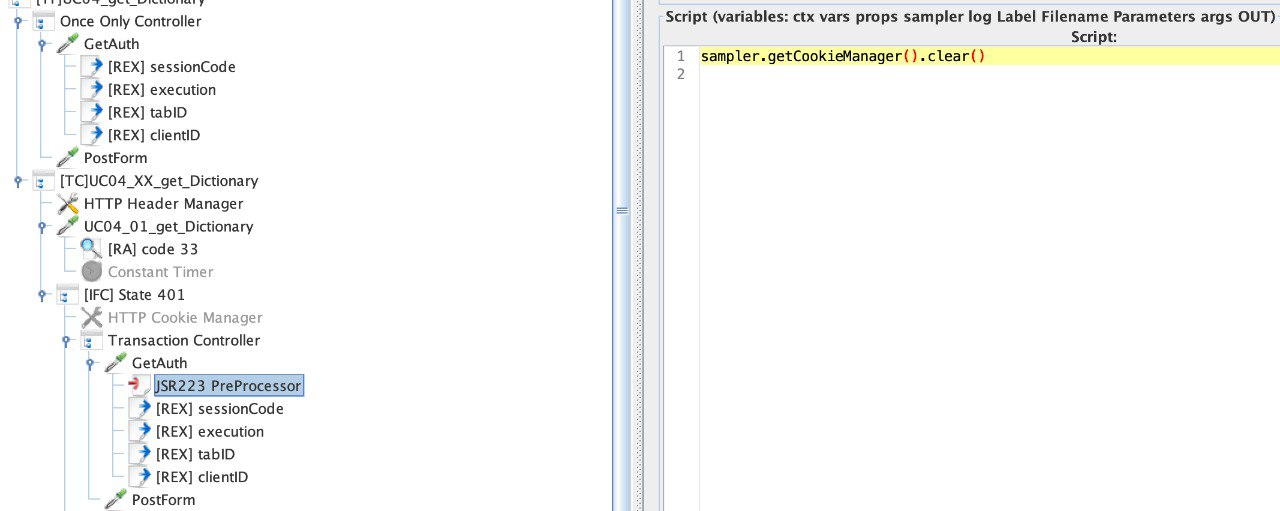 [TT]UC04_get_Dictionary
Once Only Controller
GetAuth
[REX] sessionCode
[REX] execution
[REX] tabID
[REX] clientID
PostForm
[TC]UC04_XX_get_Dictionary
HTTP Header Manager
UC04_01_get_Dictionary
[RA] code 33
Constant Timer
[IFC] State 401
HTTP Cookie Manager
Transaction Controller
GetAuth
JSR223 PreProcessor
[REX] sessionCode
[REX] execution
[REX] tabID
[REX] clientID
PostForm
Script (variables: ctx vars props sampler log Label Filename Parameters args OUT)
Script:
1 sampler.getCookieManager().clear()
2